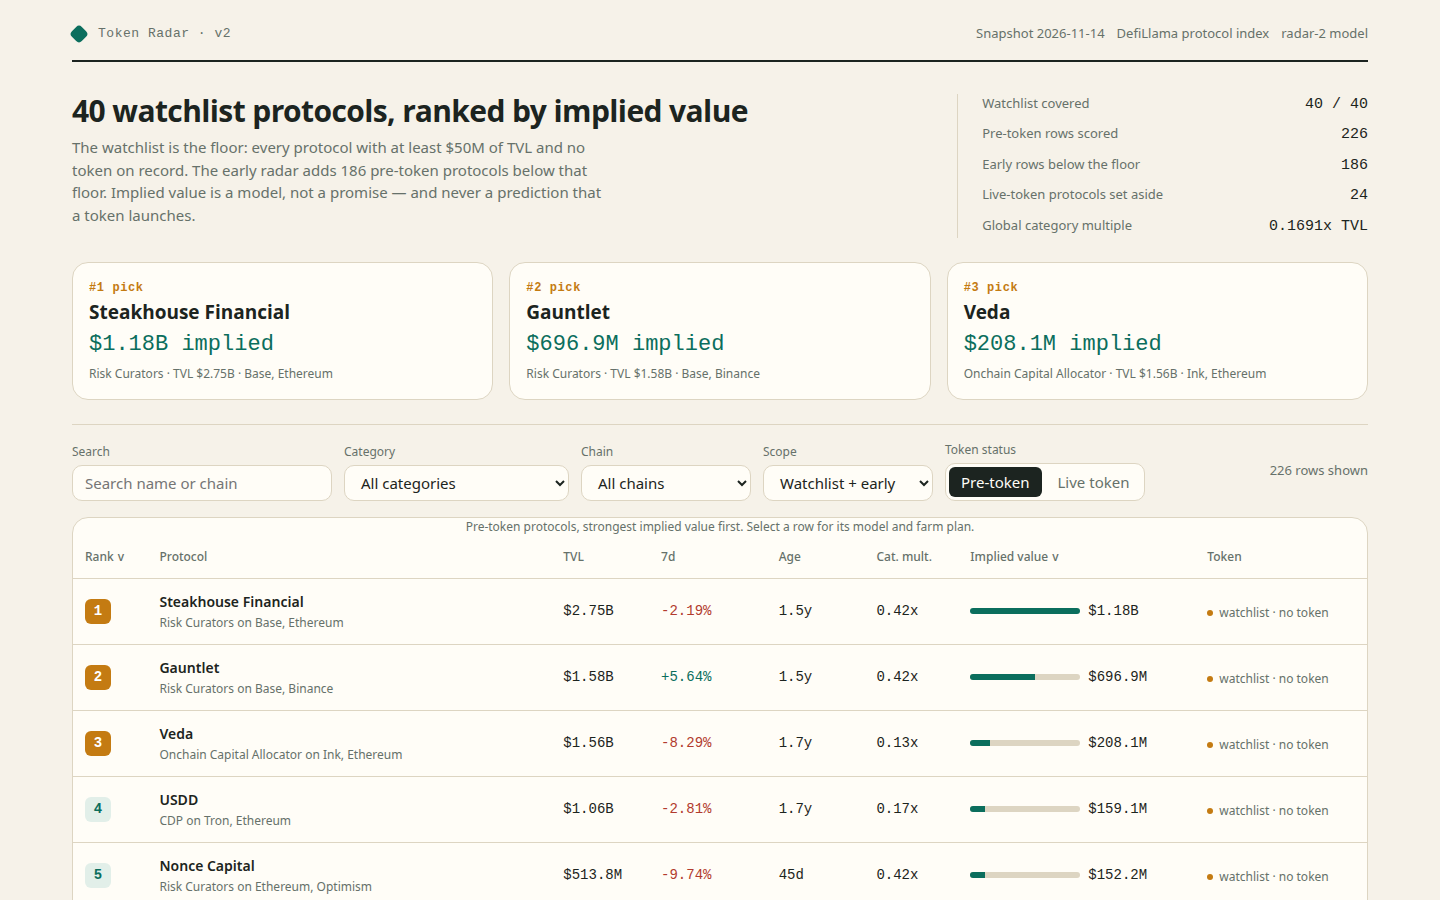 Token Radar · v2
Snapshot 2026-11-14 DefiLlama protocol index radar-2 model
40 watchlist protocols, ranked by implied value
The watchlist is the floor: every protocol with at least $50M of TVL and no
token on record. The early radar adds 186 pre-token protocols below that
floor. Implied value is a model, not a promise — and never a prediction that
a token launches.
Watchlist covered 40 / 40
Pre-token rows scored 226
Early rows below the floor 186
Live-token protocols set aside 24
Global category multiple 0.1691x TVL
#1 pick
Steakhouse Financial
$1.18B implied
Risk Curators · TVL $2.75B · Base, Ethereum
#2 pick
Gauntlet
$696.9M implied
Risk Curators · TVL $1.58B · Base, Binance
#3 pick
Veda
$208.1M implied
Onchain Capital Allocator · TVL $1.56B · Ink, Ethereum
Search Category Chain Scope Token status
Search name or chain All categories All chains Watchlist + early Pre-token Live token 226 rows shown
Pre-token protocols, strongest implied value first. Select a row for its model and farm plan.
Rank v Protocol TVL 7d Age Cat. mult. Implied value v Token
1 Steakhouse Financial $2.75B -2.19% 1.5y 0.42x $1.18B watchlist · no token
Risk Curators on Base, Ethereum
2 Gauntlet $1.58B +5.64% 1.5y 0.42x $696.9M watchlist · no token
Risk Curators on Base, Binance
3 Veda $1.56B -8.29% 1.7y 0.13x $208.1M watchlist · no token
Onchain Capital Allocator on Ink, Ethereum
4 USDD $1.06B -2.81% 1.7y 0.17x $159.1M watchlist · no token
CDP on Tron, Ethereum
5 Nonce Capital $513.8M -9.74% 45d 0.42x $152.2M watchlist · no token
Risk Curators on Ethereum, Optimism